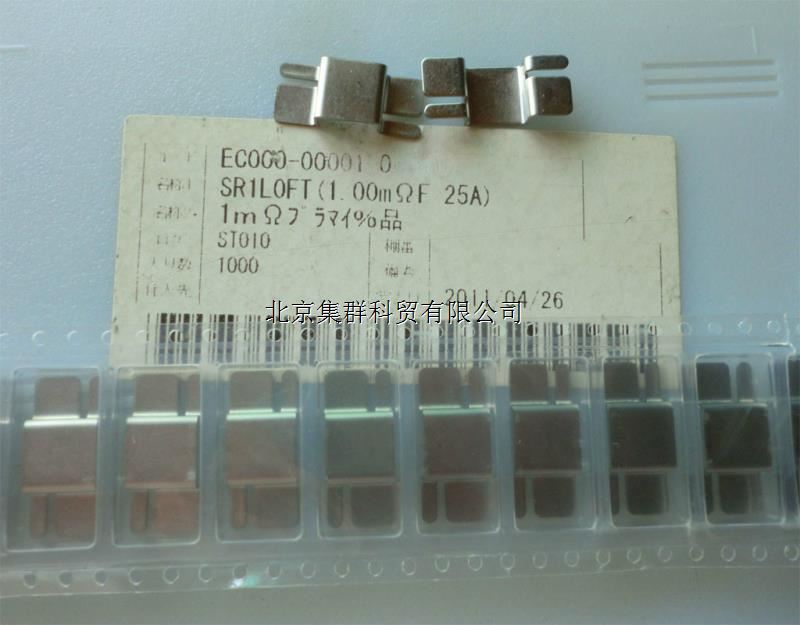 EC000-00001 0
SR1L0FT(1.00mΩF 25A)
1mΩプラマイ%品
ST010
1000
2011/04/26
北京集群科贸有限公司